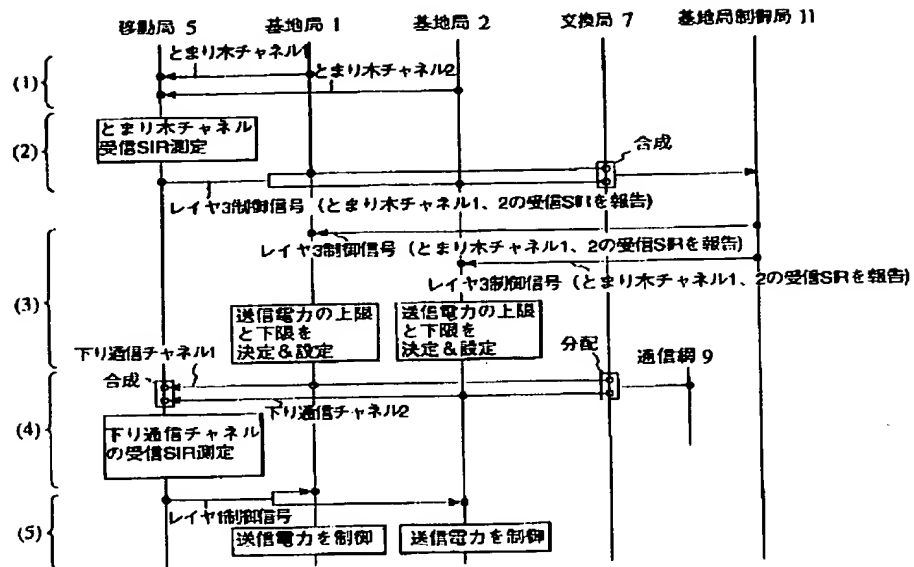 移動局 5
基地局 1
基地局 2
交換局 7
基地局制御局 11
とまり木チャネル1
とまり木チャネル2
(1)
(2)
とまり木チャネル
受信SIR測定
合成
レイヤ3制御信号 (とまり木チャネル1、2の受信SIRを報告)
レイヤ3制御信号 (とまり木チャネル1、2の受信SIRを報告)
レイヤ3制御信号 (とまり木チャネル1、2の受信SIRを報告)
(3)
送信電力の上限
と下限を
決定&設定
送信電力の上限
と下限を
決定&設定
下り通信チャネル1
分配
通信網 9
合成
下り通信チャネル2
(4)
下り通信チャネル
の受信SIR測定
レイヤ1制御信号
(5)
送信電力を制御
送信電力を制御